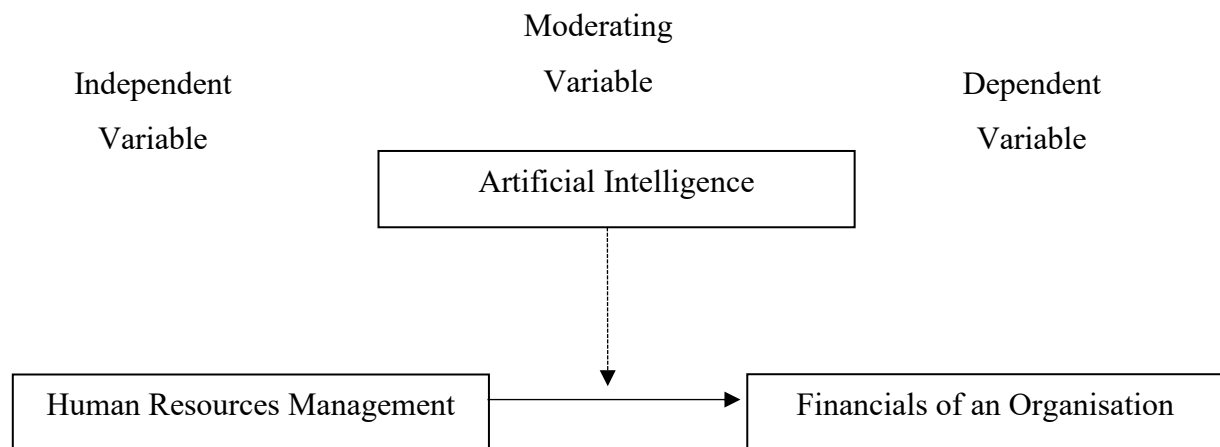 Moderating
Variable
Independent
Variable
Dependent
Variable
Artificial Intelligence
Human Resources Management
Financials of an Organisation